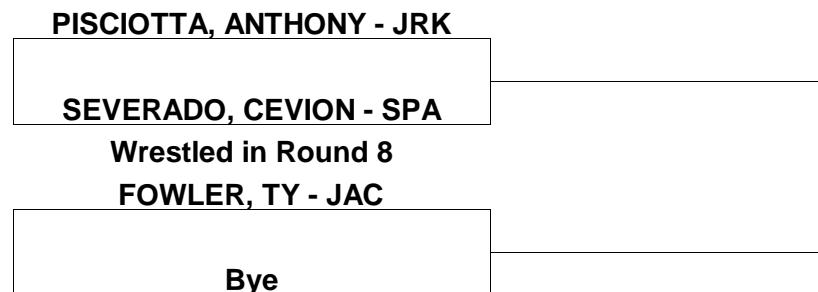 PISCIOTTA, ANTHONY - JRK
SEVERADO, CEVION - SPA
Wrestled in Round 8
FOWLER, TY - JAC
Bye